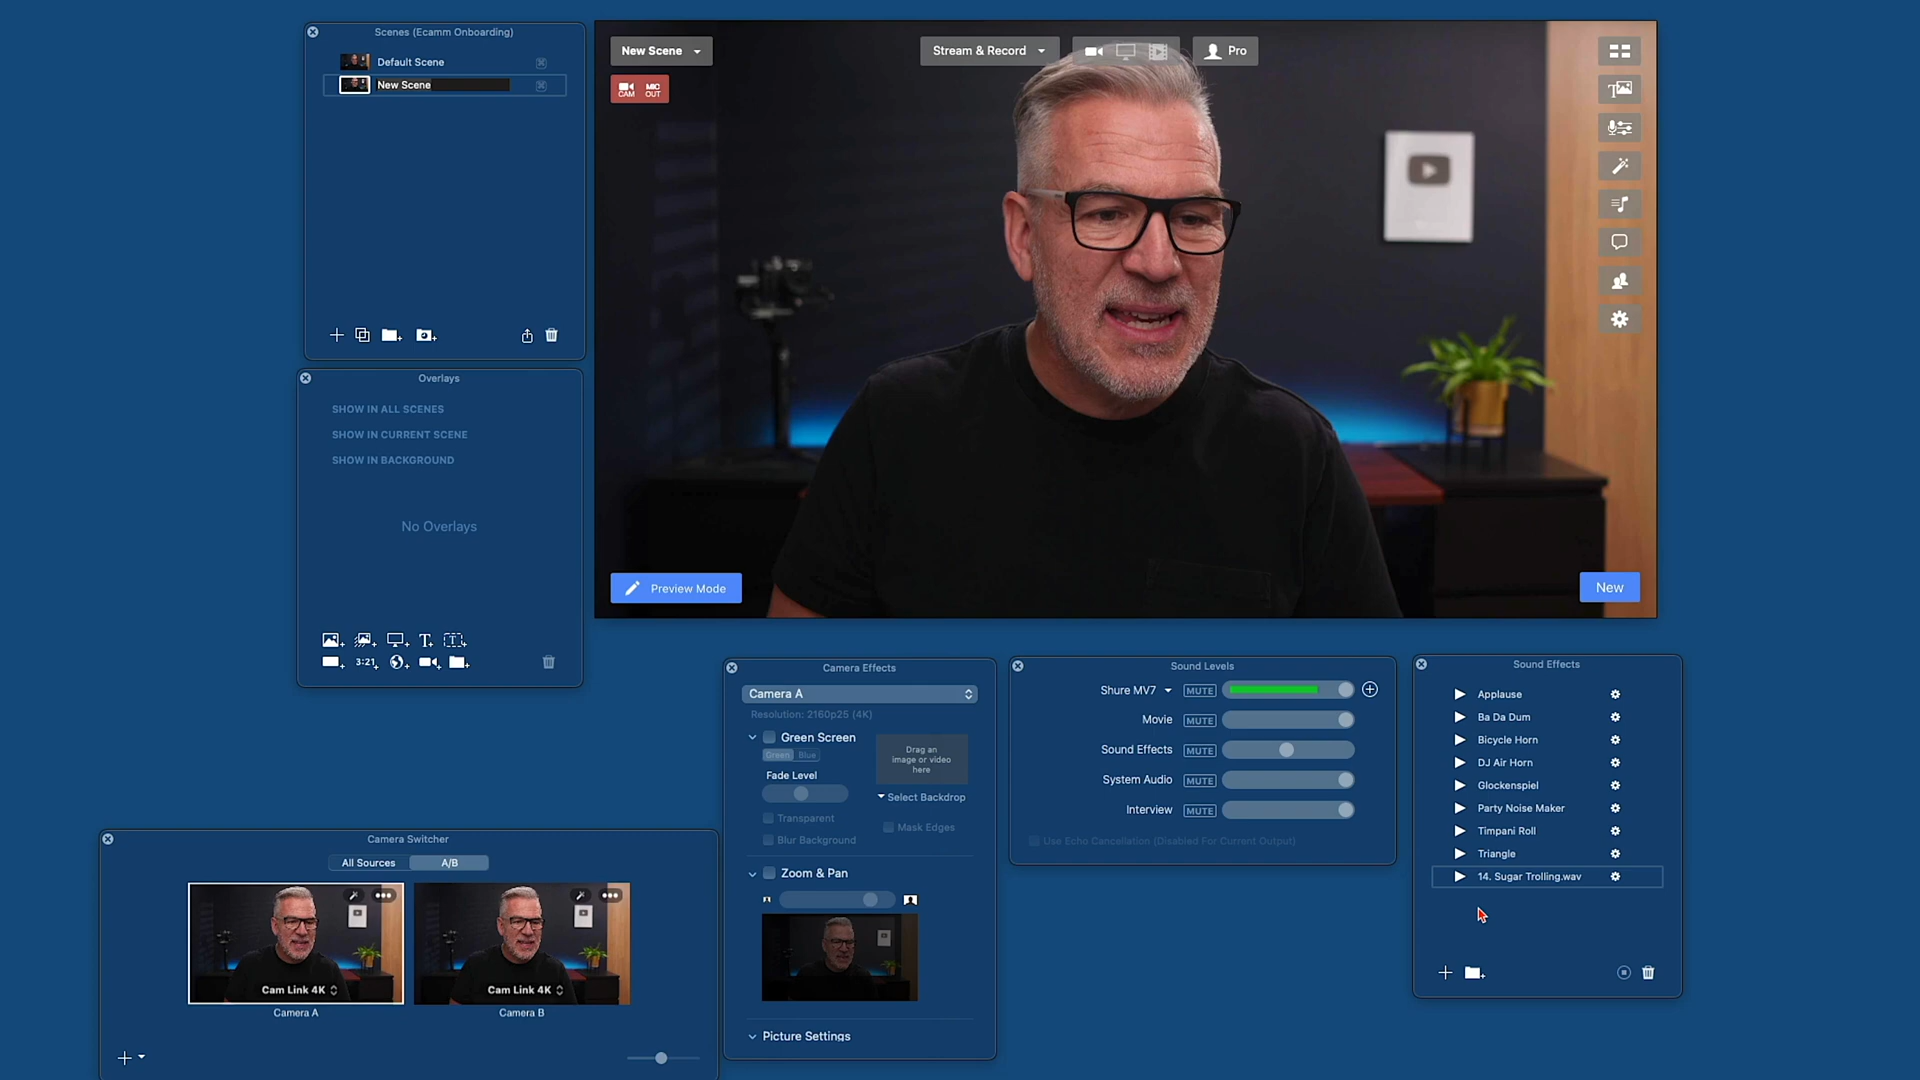 Scenes (Ecamm Onboarding)
Default Scene
New Scene
New Scene
Stream & Record
Pro
CAM
MIC OUT
Overlays
SHOW IN ALL SCENES
SHOW IN CURRENT SCENE
SHOW IN BACKGROUND
No Overlays
3:21
Preview Mode
New
Camera Switcher
All Sources
A/B
Cam Link 4K
Cam Link 4K
Camera A
Camera B
Camera Effects
Camera A
Resolution: 2160p25 (4K)
Green Screen
Green Blue
Fade Level
Transparent
Blur Background
Drag an
image or video
here
Select Backdrop
Mask Edges
Zoom & Pan
Picture Settings
Sound Levels
Shure MV7 MUTE
Movie MUTE
Sound Effects MUTE
System Audio MUTE
Interview MUTE
Use Echo Cancellation (Disabled For Current Output)
Sound Effects
Applause
Ba Da Dum
Bicycle Horn
DJ Air Horn
Glockenspiel
Party Noise Maker
Timpani Roll
Triangle
14. Sugar Trolling.wav